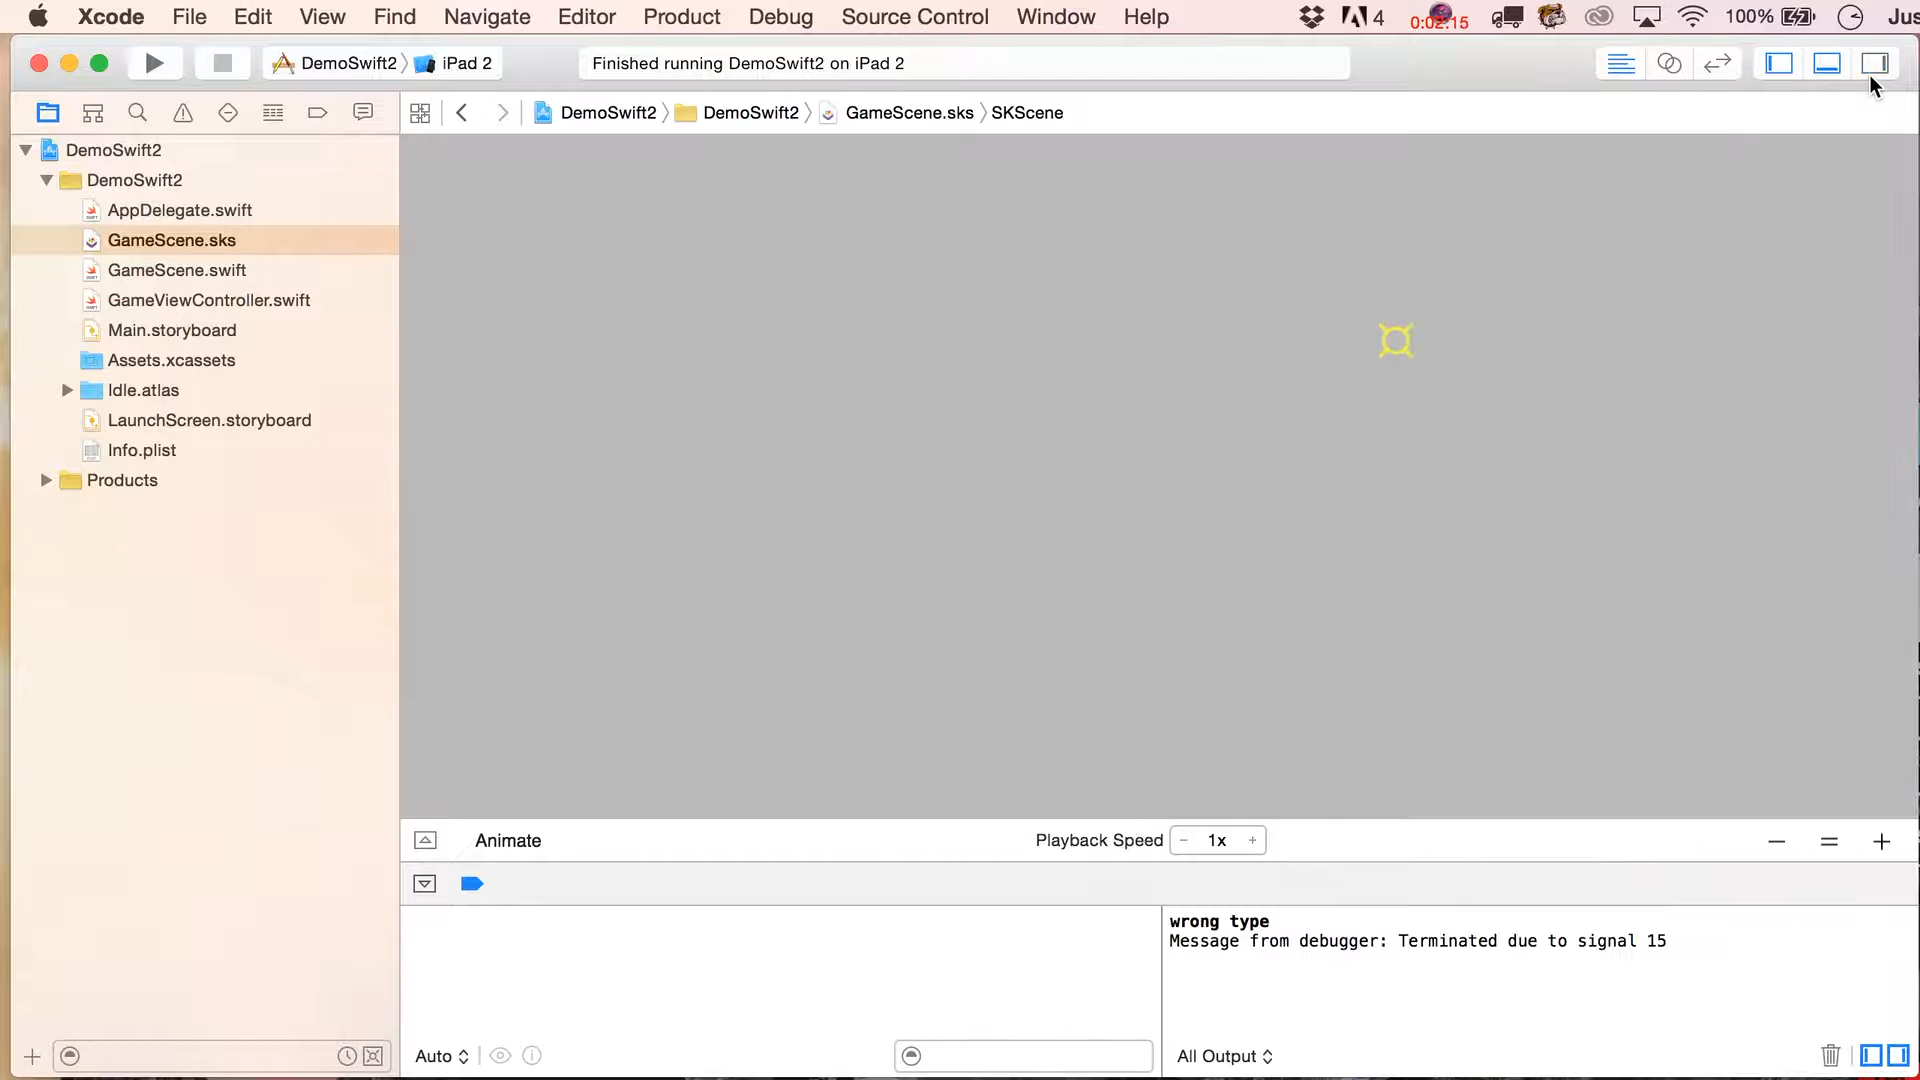 Xcode File Edit View Find Navigate Editor Product Debug Source Control Window Help 4 0:02:15 100% Jus
DemoSwift2 iPad 2 Finished running DemoSwift2 on iPad 2
DemoSwift2 DemoSwift2 GameScene.sks SKScene
DemoSwift2
DemoSwift2
AppDelegate.swift
GameScene.sks
GameScene.swift
GameViewController.swift
Main.storyboard
Assets.xcassets
Idle.atlas
LaunchScreen.storyboard
Info.plist
Products
Animate Playback Speed − 1x +
wrong type
Message from debugger: Terminated due to signal 15
Auto All Output